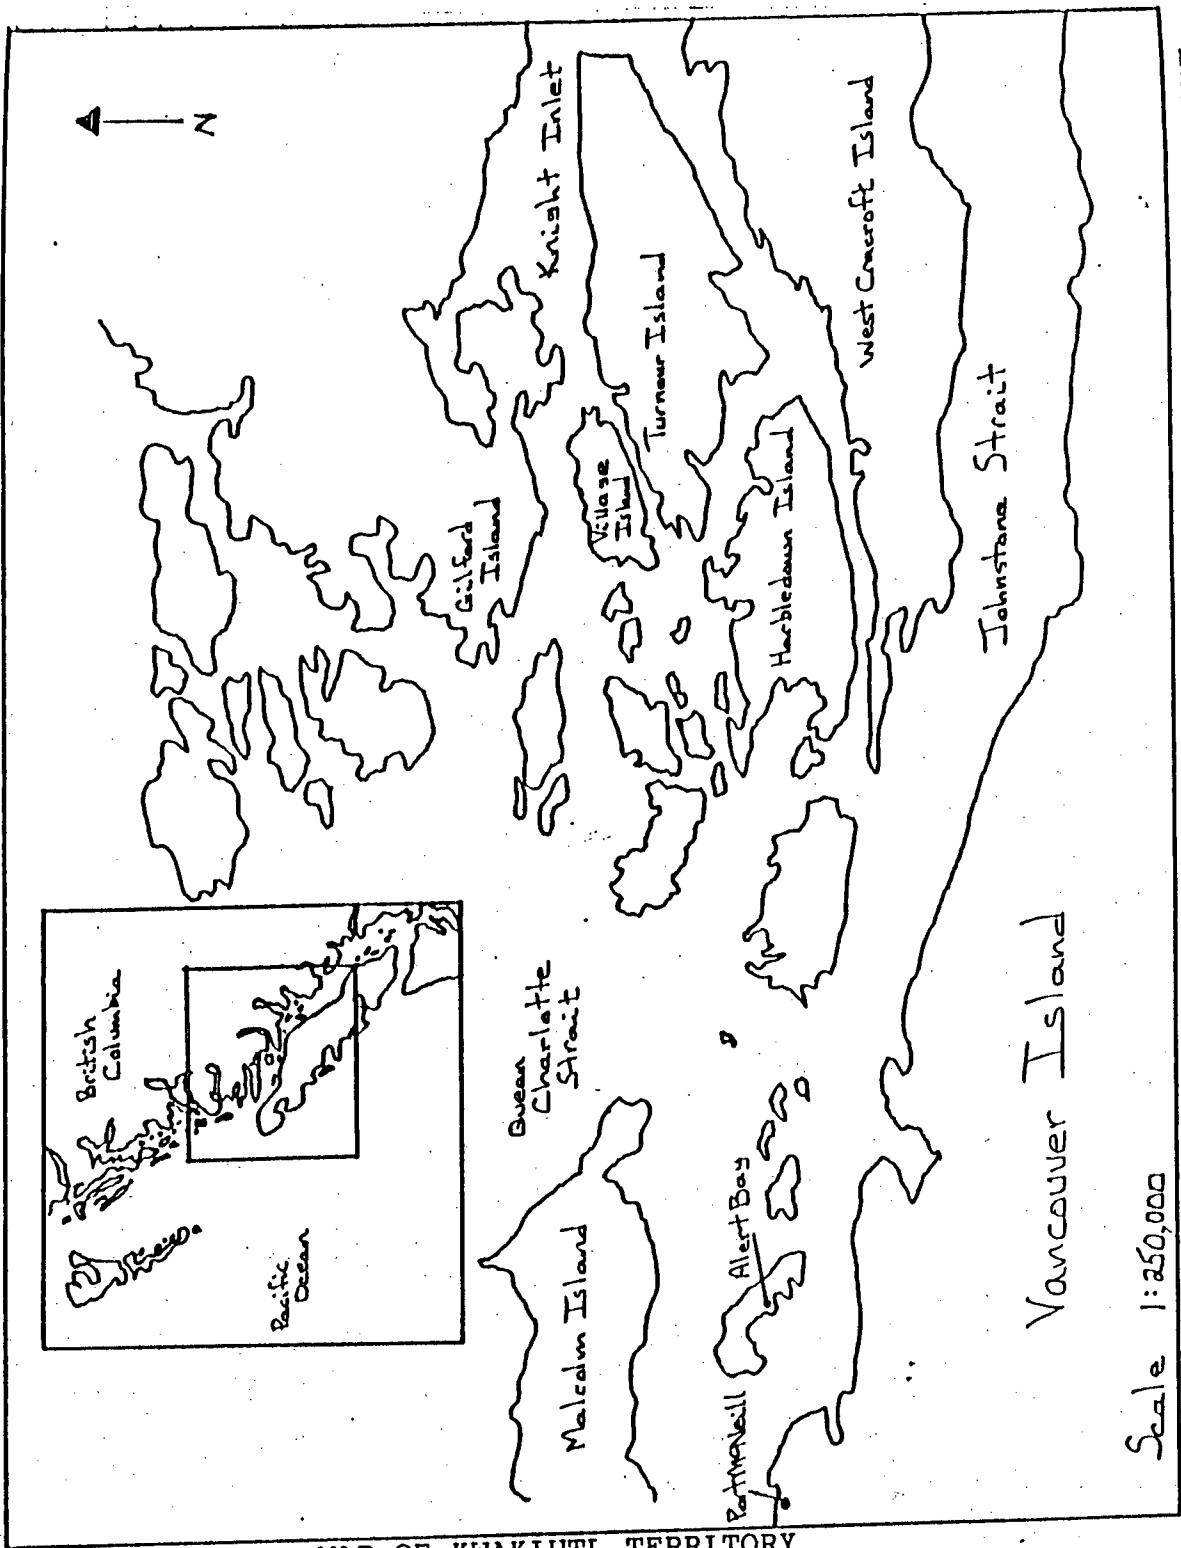 N
British
Columbia
Pacific
Ocean
Knight Inlet
Gilford
Island
Village
Island
Turnour Island
Harbledown Island
West Cracroft Island
Johnstone Strait
Queen
Charlotte
Strait
Malcolm Island
Alert Bay
Port McNeill
Vancouver Island
Scale 1:250,000
MAP OF KWAKIUTL TERRITORY